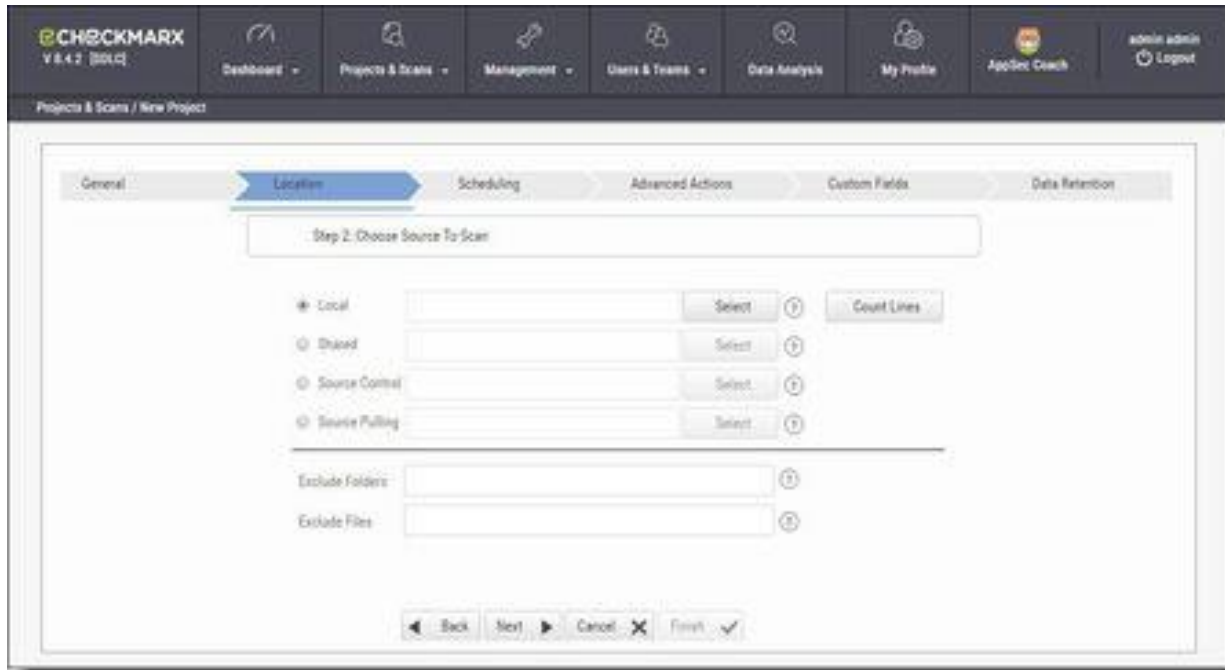 CHECKMARX
V 8.4.2 [SDLC]
Dashboard
Projects & Scans
Management
Users & Teams
Data Analysis
My Profile
AppSec Coach
admin admin
Logout
Projects & Scans / New Project
General
Location
Scheduling
Advanced Actions
Custom Fields
Data Retention
Step 2: Choose Source To Scan
Local
Select
?
Count Lines
Shared
Select
?
Source Control
Select
?
Source Pulling
Select
?
Exclude Folders
?
Exclude Files
?
Back
Next
Cancel
Finish